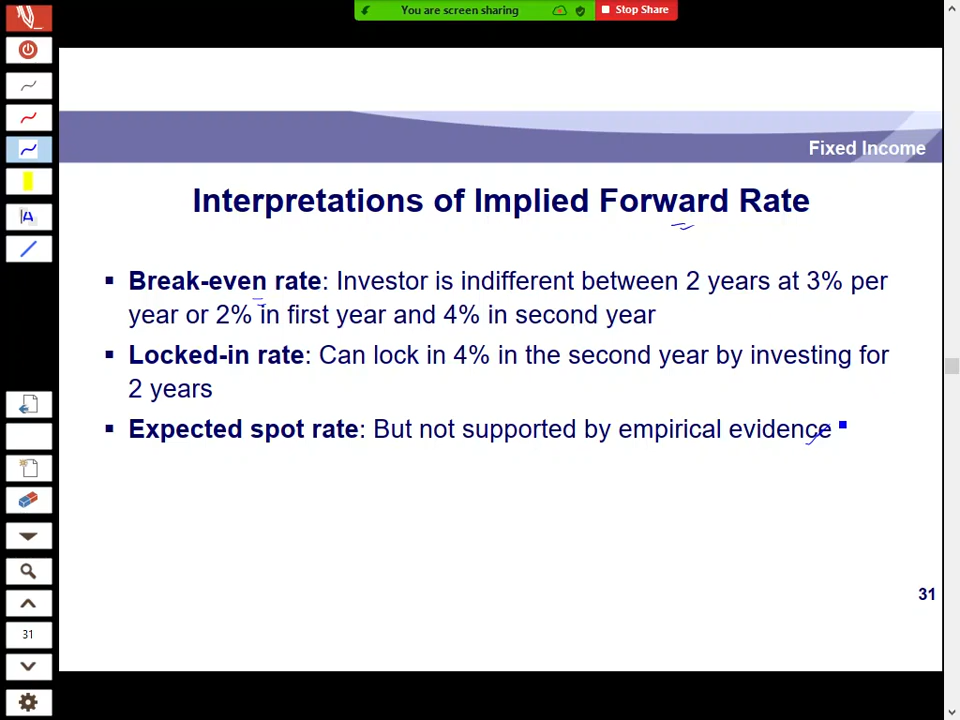 You are screen sharing
Stop Share
Fixed Income
Interpretations of Implied Forward Rate
▪ Break-even rate: Investor is indifferent between 2 years at 3% per
year or 2% in first year and 4% in second year
▪ Locked-in rate: Can lock in 4% in the second year by investing for
2 years
▪ Expected spot rate: But not supported by empirical evidence
31
31